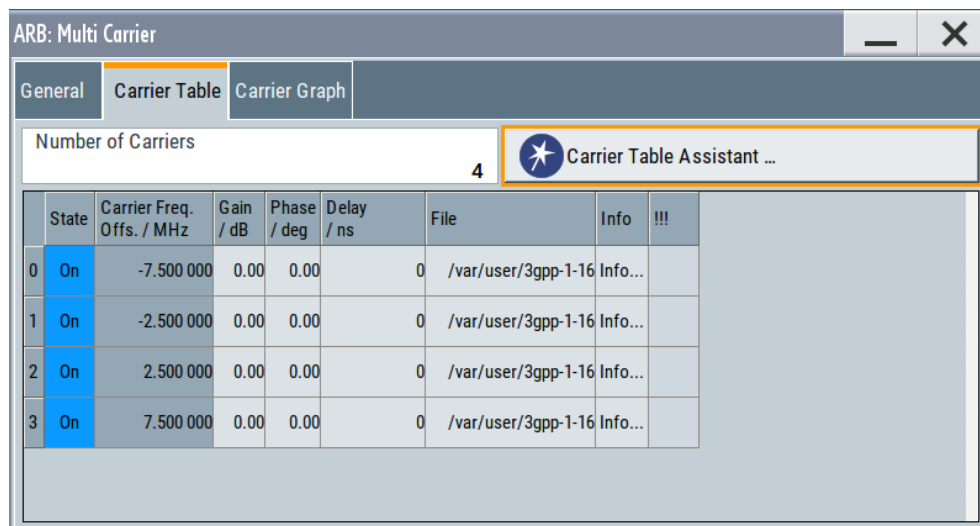 ARB: Multi Carrier
General Carrier Table Carrier Graph
Number of Carriers
4
Carrier Table Assistant ...
State Carrier Freq. Offs. / MHz Gain / dB Phase / deg Delay / ns File Info !!!
0 On -7.500 000 0.00 0.00 0 /var/user/3gpp-1-16 Info...
1 On -2.500 000 0.00 0.00 0 /var/user/3gpp-1-16 Info...
2 On 2.500 000 0.00 0.00 0 /var/user/3gpp-1-16 Info...
3 On 7.500 000 0.00 0.00 0 /var/user/3gpp-1-16 Info...